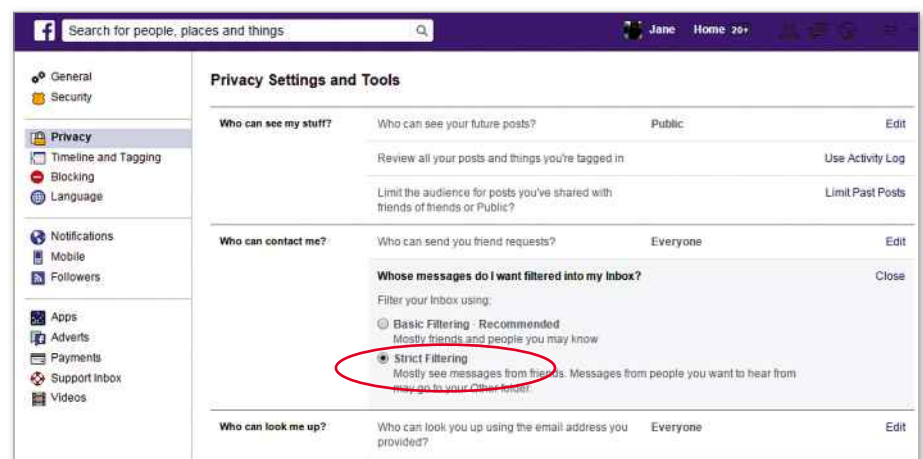 f Search for people, places and things Jane Home 20+
General
Security
Privacy
Timeline and Tagging
Blocking
Language
Notifications
Mobile
Followers
Apps
Adverts
Payments
Support Inbox
Videos
Privacy Settings and Tools
Who can see my stuff? Who can see your future posts? Public Edit
Review all your posts and things you're tagged in Use Activity Log
Limit the audience for posts you've shared with Limit Past Posts
friends of friends or Public?
Who can contact me? Who can send you friend requests? Everyone Edit
Whose messages do I want filtered into my Inbox? Close
Filter your Inbox using:
Basic Filtering - Recommended
Mostly friends and people you may know
Strict Filtering
Mostly see messages from friends. Messages from people you want to hear from
may go to your Other folder
Who can look me up? Who can look you up using the email address you Everyone Edit
provided?